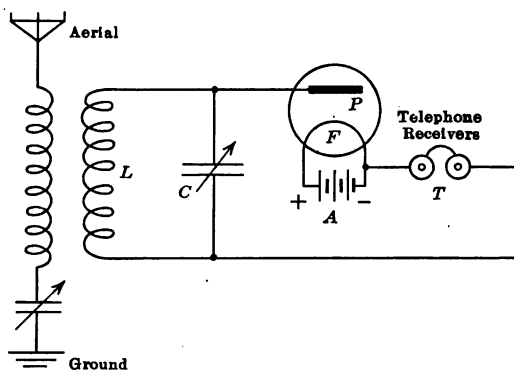 Aerial
P
Telephone
Receivers
F
L
C
T
+ A −
Ground